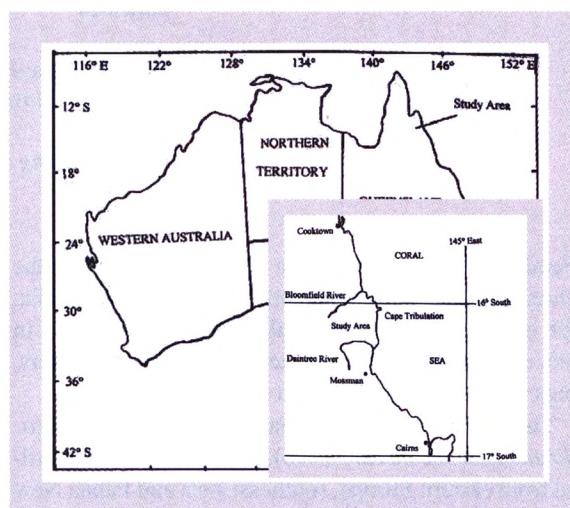 116° E 122° 128° 134° 140° 146° 152° E
12° S
Study Area
NORTHERN
TERRITORY
18°
WESTERN AUSTRALIA
24°
30°
36°
42° S
Cooktown
145° East
CORAL
Bloomfield River
16° South
Cape Tribulation
Study Area
Daintree River
SEA
Mossman
Cairns
17° South